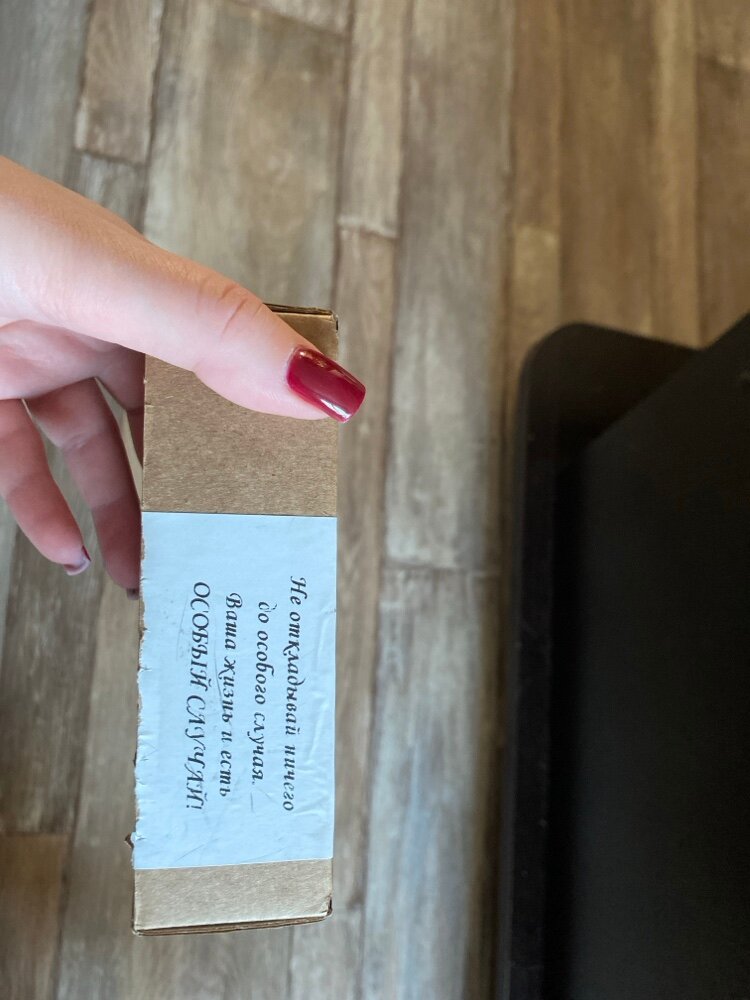 Не откладывай ничего
до особого случая.
Ваша жизнь и есть
ОСОБЫЙ СЛУЧАЙ!